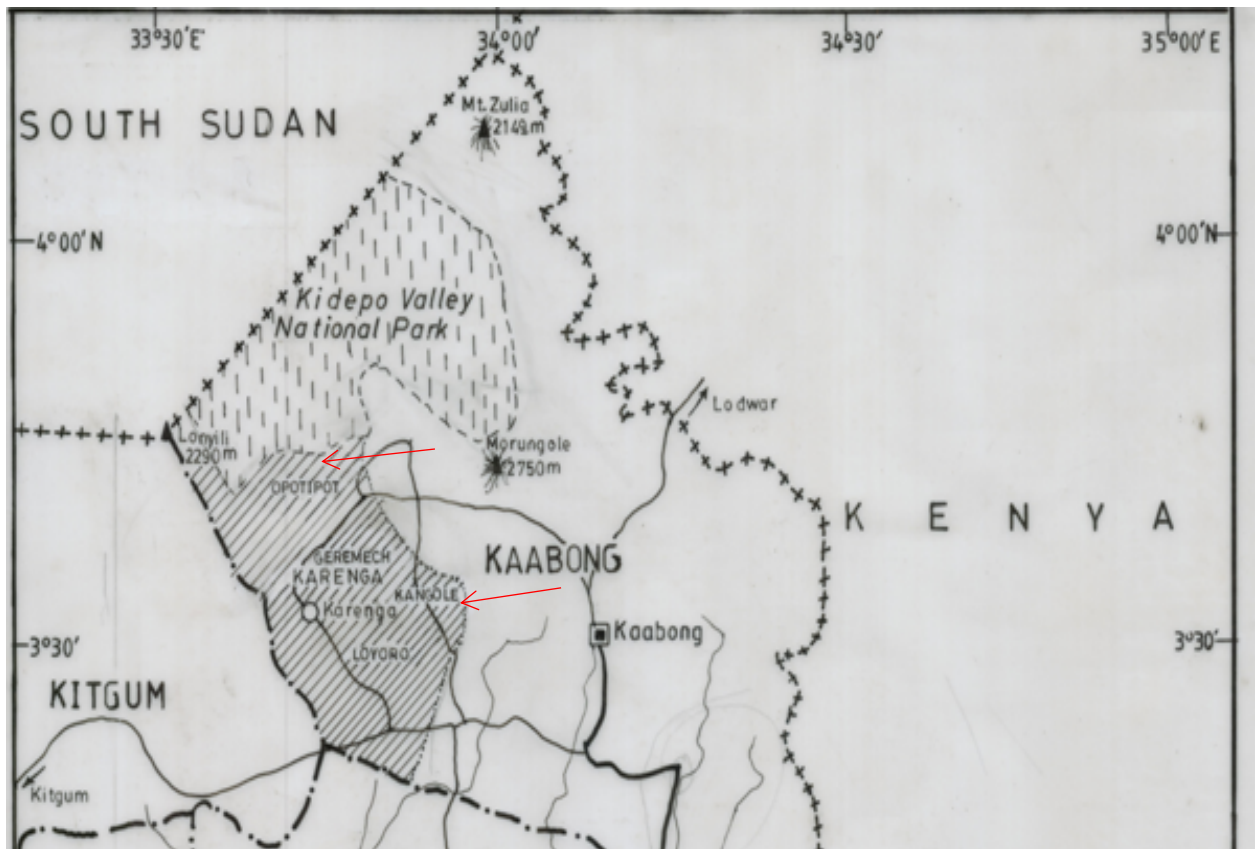 33°30'E
34°00'
34°30'
35°00'E
Mt. Zulia
2149m
SOUTH SUDAN
4°00'N
4°00'N
Kidepo Valley
National Park
Lodwar
Lonyili
2290m
Morungole
2750m
OPOTIPOT
KENYA
GEREMECH
KARENGA
KAABONG
KANGOLE
Karenga
Kaabong
3°30'
3°30'
LOYORO
KITGUM
Kitgum